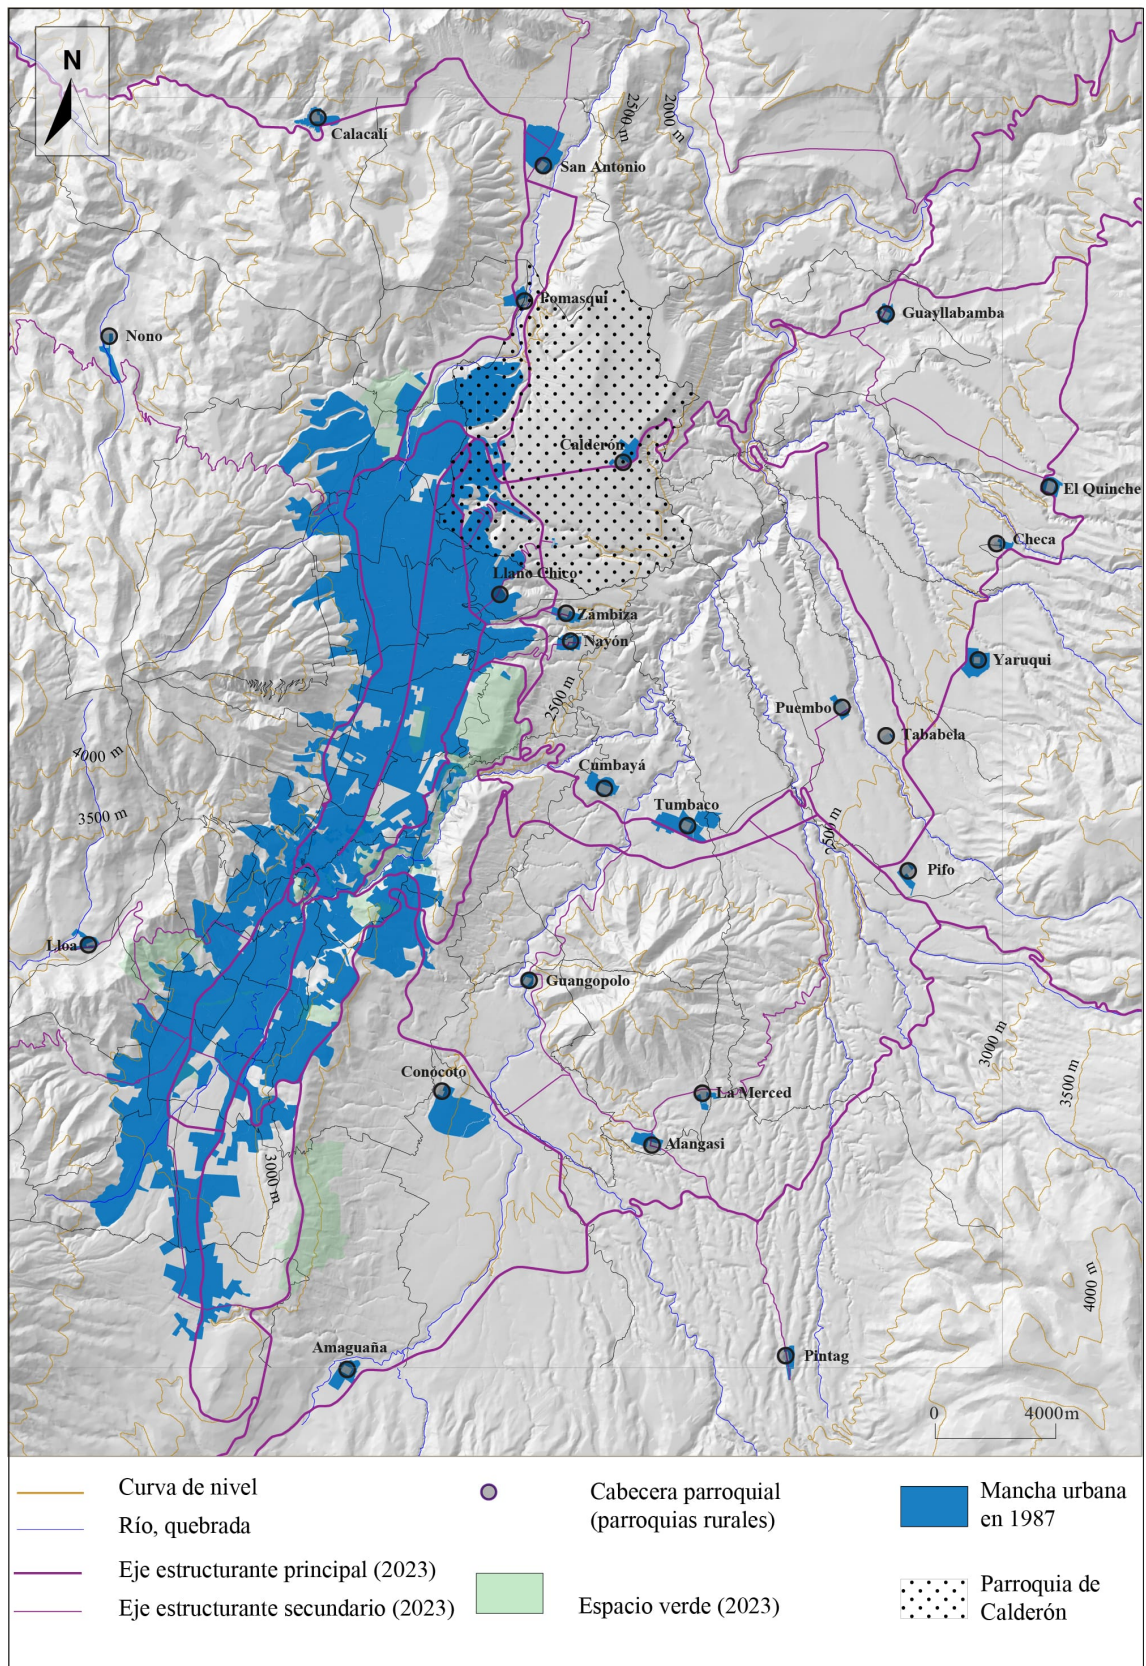 N
Calacalí
2500 m
2000 m
San Antonio
Pomasqui
Guayllabamba
Nono
Calderón
El Quinche
Checa
Llano Chico
Zámbiza
Nayón
Yaruqui
2500 m
Puembo
Tababela
4000 m
Cumbayá
3500 m
Tumbaco
2500 m
Pifo
Lloa
Guangopolo
3000 m
3500 m
Conocoto
La Merced
Alangasi
3000 m
4000 m
Amaguaña
Pintag
0 4000m
Curva de nivel
Río, quebrada
Eje estructurante principal (2023)
Eje estructurante secundario (2023)
Cabecera parroquial
(parroquias rurales)
Espacio verde (2023)
Mancha urbana
en 1987
Parroquia de
Calderón